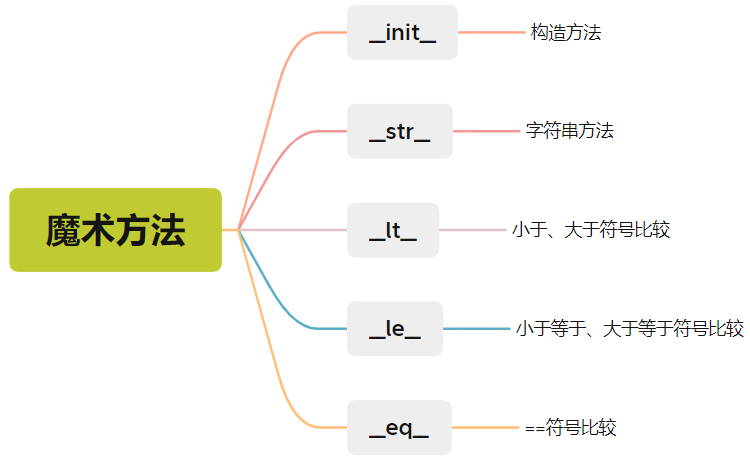 魔术方法
__init__
构造方法
__str__
字符串方法
__lt__
小于、大于符号比较
__le__
小于等于、大于等于符号比较
__eq__
==符号比较